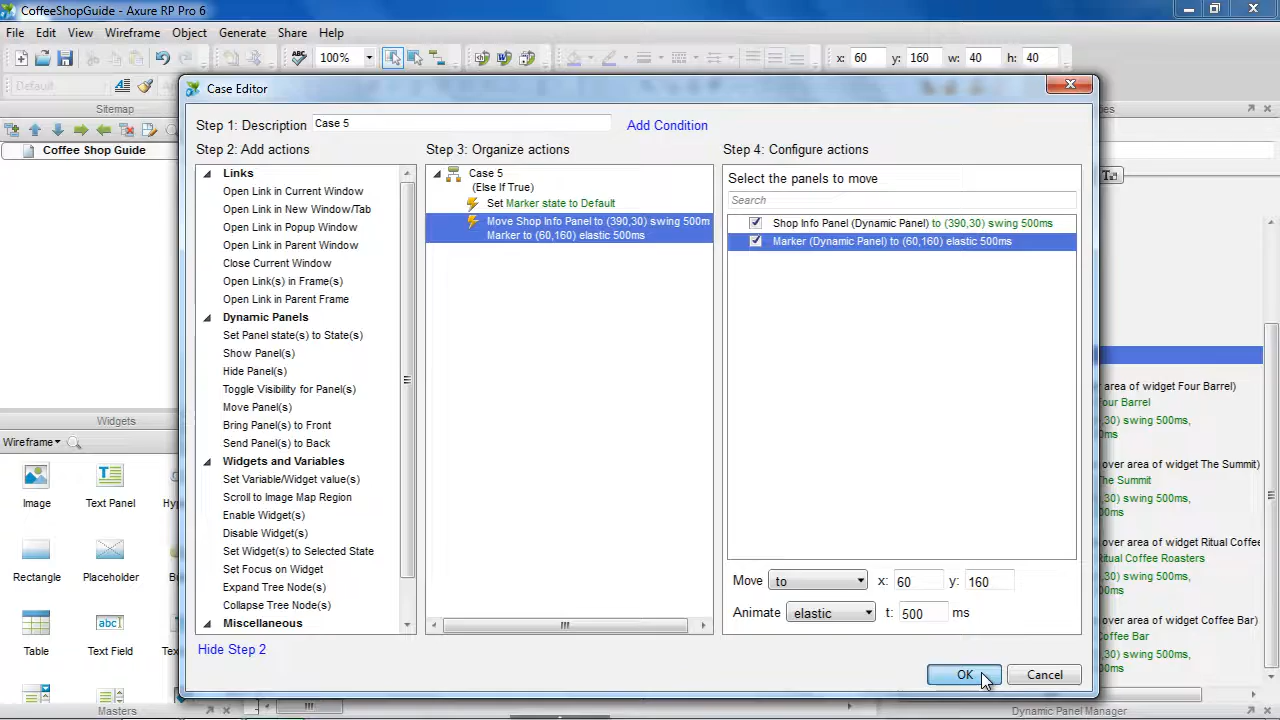 CoffeeShopGuide - Axure RP Pro 6
File Edit View Wireframe Object Generate Share Help
100% x: 60 y: 160 w: 40 h: 40
Default
Case Editor
Sitemap
Coffee Shop Guide
Step 1: Description Case 5 Add Condition
Step 2: Add actions
Links
Open Link in Current Window
Open Link in New Window/Tab
Open Link in Popup Window
Open Link in Parent Window
Close Current Window
Open Link(s) in Frame(s)
Open Link in Parent Frame
Dynamic Panels
Set Panel state(s) to State(s)
Show Panel(s)
Hide Panel(s)
Toggle Visibility for Panel(s)
Move Panel(s)
Bring Panel(s) to Front
Send Panel(s) to Back
Widgets and Variables
Set Variable/Widget value(s)
Scroll to Image Map Region
Enable Widget(s)
Disable Widget(s)
Set Widget(s) to Selected State
Set Focus on Widget
Expand Tree Node(s)
Collapse Tree Node(s)
Miscellaneous
Hide Step 2
Step 3: Organize actions
Case 5
(Else If True)
Set Marker state to Default
Move Shop Info Panel to (390,30) swing 500m
Marker to (60,160) elastic 500ms
Step 4: Configure actions
Select the panels to move
Search
Shop Info Panel (Dynamic Panel) to (390,30) swing 500ms
Marker (Dynamic Panel) to (60,160) elastic 500ms
Move to x: 60 y: 160
Animate elastic t: 500 ms
OK Cancel
Widgets
Wireframe
Image Text Panel
Rectangle Placeholder
Table Text Field
Masters
area of widget Four Barrel)
our Barrel
,30) swing 500ms,
0ms
over area of widget The Summit)
The Summit
,30) swing 500ms,
00ms
over area of widget Ritual Coffee
Ritual Coffee Roasters
,30) swing 500ms,
00ms
over area of widget Coffee Bar)
Coffee Bar
,30) swing 500ms,
00ms
Dynamic Panel Manager